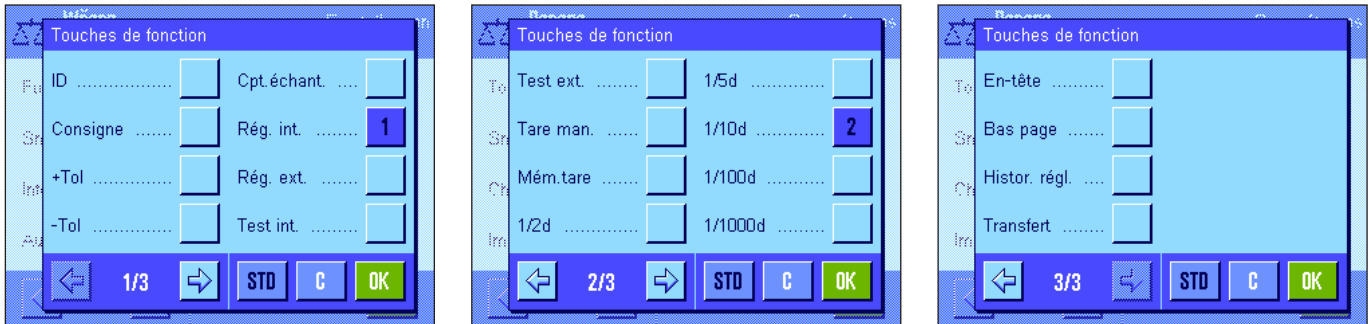 Touches de fonction
ID ................ Cpt.échant. ....
Consigne ....... Rég. int. ........ 1
+Tol .............. Rég. ext. .......
-Tol .............. Test int. .........
1/3 STD C OK
Touches de fonction
Test ext. ....... 1/5d ..............
Tare man. ...... 1/10d ............ 2
Mém.tare ....... 1/100d ..........
1/2d .............. 1/1000d ........
2/3 STD C OK
Touches de fonction
En-tête ..........
Bas page .......
Histor. régl. ....
Transfert ........
3/3 STD C OK